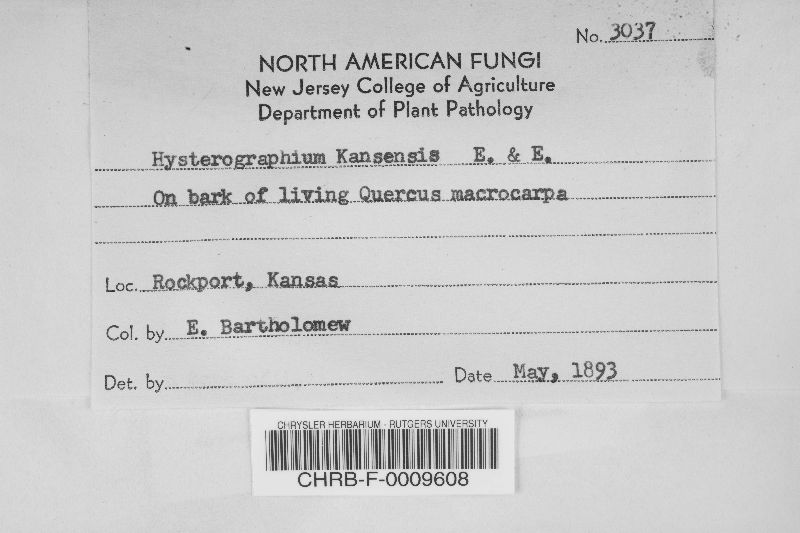 No. 3037
NORTH AMERICAN FUNGI
New Jersey College of Agriculture
Department of Plant Pathology
Hysterographium Kansensis E. & E.
On bark of living Quercus macrocarpa
Loc. Rockport, Kansas
Col. by E. Bartholomew
Det. by
Date May, 1893
CHRYSLER HERBARIUM - RUTGERS UNIVERSITY
CHRB-F-0009608